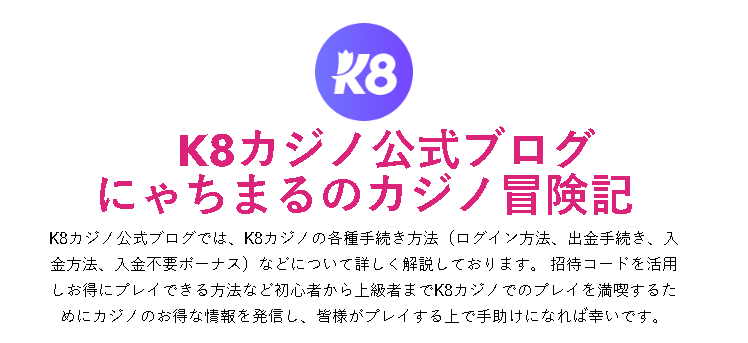 K8
K8カジノ公式ブログ
にゃちまるのカジノ冒険記
K8カジノ公式ブログでは、K8カジノの各種手続き方法（ログイン方法、出金手続き、入
金方法、入金不要ボーナス）などについて詳しく解説しております。 招待コードを活用
しお得にプレイできる方法など初心者から上級者までK8カジノでのプレイを満喫するた
めにカジノのお得な情報を発信し、皆様がプレイする上で手助けになれば幸いです。